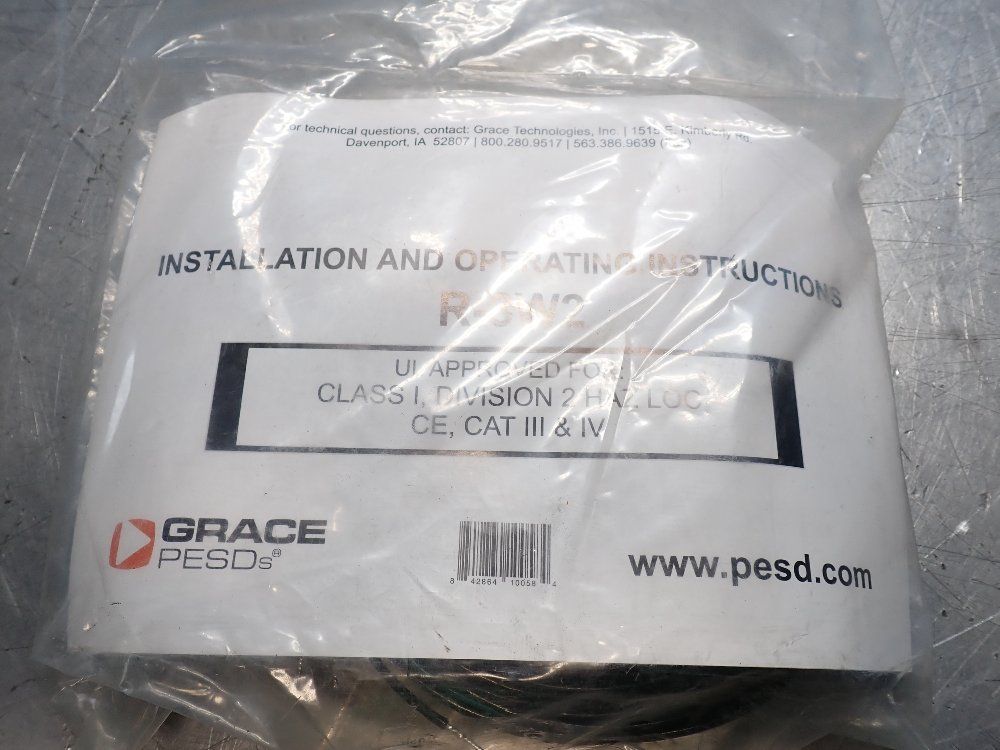 For technical questions, contact: Grace Technologies, Inc. | 1515 E. Kimberly Rd.
Davenport, IA 52807 | 800.280.9517 | 563.386.9639
INSTALLATION AND OPERATING INSTRUCTIONS
R-3W2
UL APPROVED FOR:
CLASS I, DIVISION 2 HAZ LOC
CE, CAT III & IV
GRACE
PESDs®
8 42864 10058 4
www.pesd.com